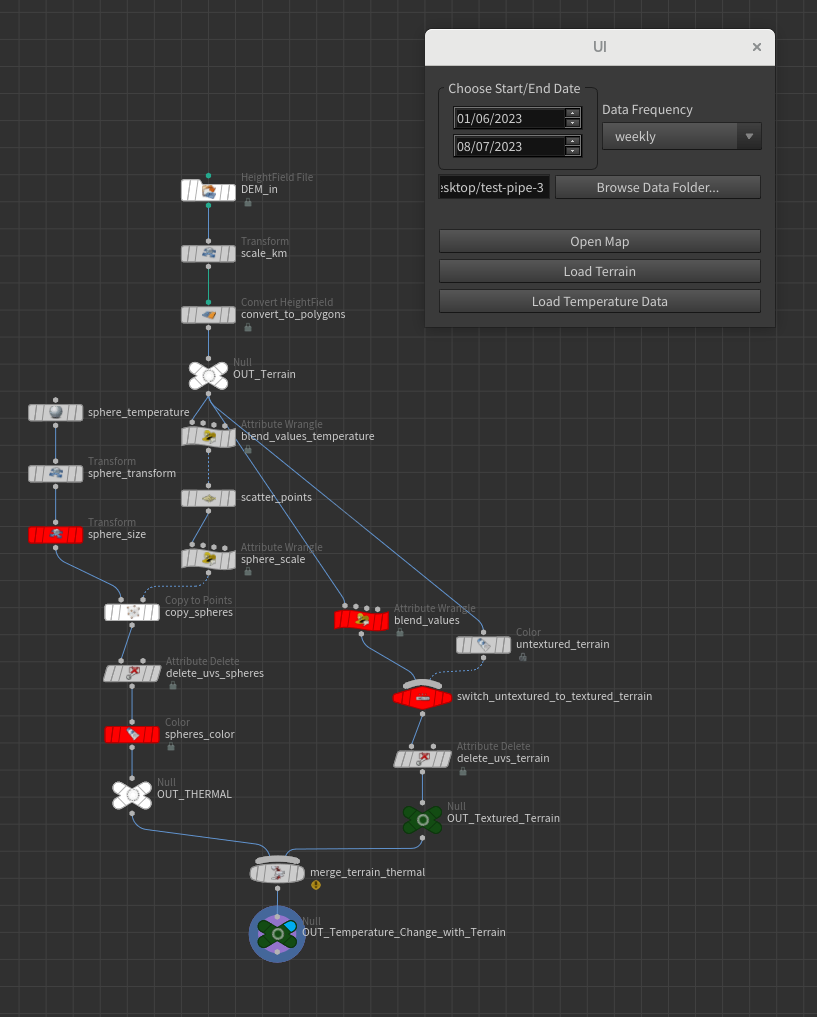 UI
Choose Start/End Date
01/06/2023
08/07/2023
Data Frequency
weekly
esktop/test-pipe-3
Browse Data Folder...
Open Map
Load Terrain
Load Temperature Data
HeightField File
DEM_in
Transform
scale_km
Convert HeightField
convert_to_polygons
Null
OUT_Terrain
sphere_temperature
Attribute Wrangle
blend_values_temperature
Transform
sphere_transform
scatter_points
Transform
sphere_size
Attribute Wrangle
sphere_scale
Copy to Points
copy_spheres
Attribute Wrangle
blend_values
Color
untextured_terrain
Attribute Delete
delete_uvs_spheres
switch_untextured_to_textured_terrain
Color
spheres_color
Attribute Delete
delete_uvs_terrain
Null
OUT_THERMAL
Null
OUT_Textured_Terrain
merge_terrain_thermal
Null
OUT_Temperature_Change_with_Terrain